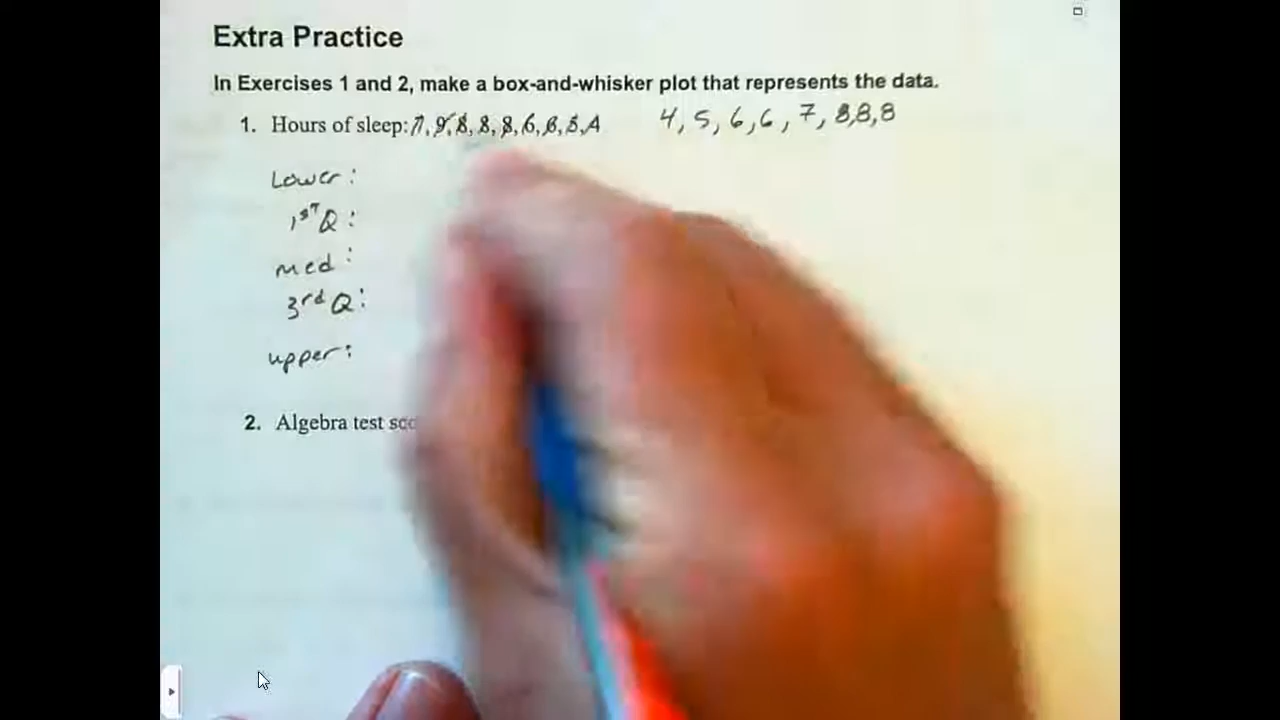 Extra Practice
In Exercises 1 and 2, make a box-and-whisker plot that represents the data.
1. Hours of sleep: 7, 9, 8, 8, 8, 6, 6, 5, 4
4, 5, 6, 6, 7, 8, 8, 8
Lower:
1ST Q:
med:
3rd Q:
upper:
2. Algebra test